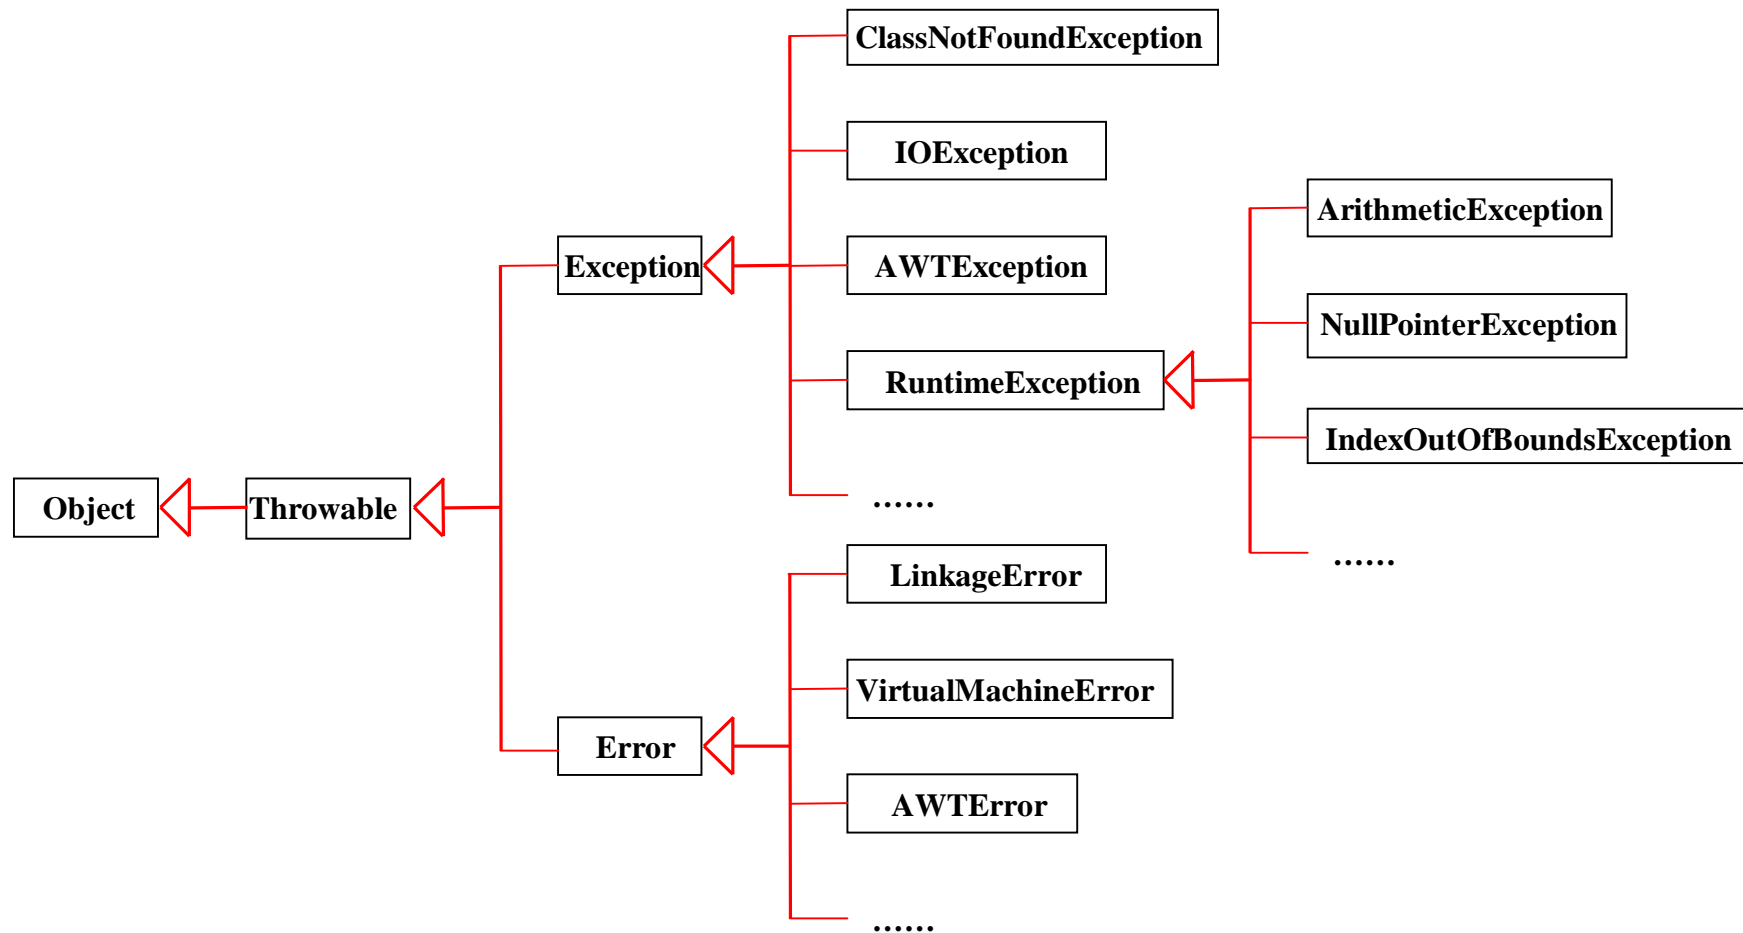 ClassNotFoundException
IOException
ArithmeticException
Exception
AWTException
NullPointerException
RuntimeException
IndexOutOfBoundsException
Object
Throwable
......
......
LinkageError
VirtualMachineError
Error
AWTError
......